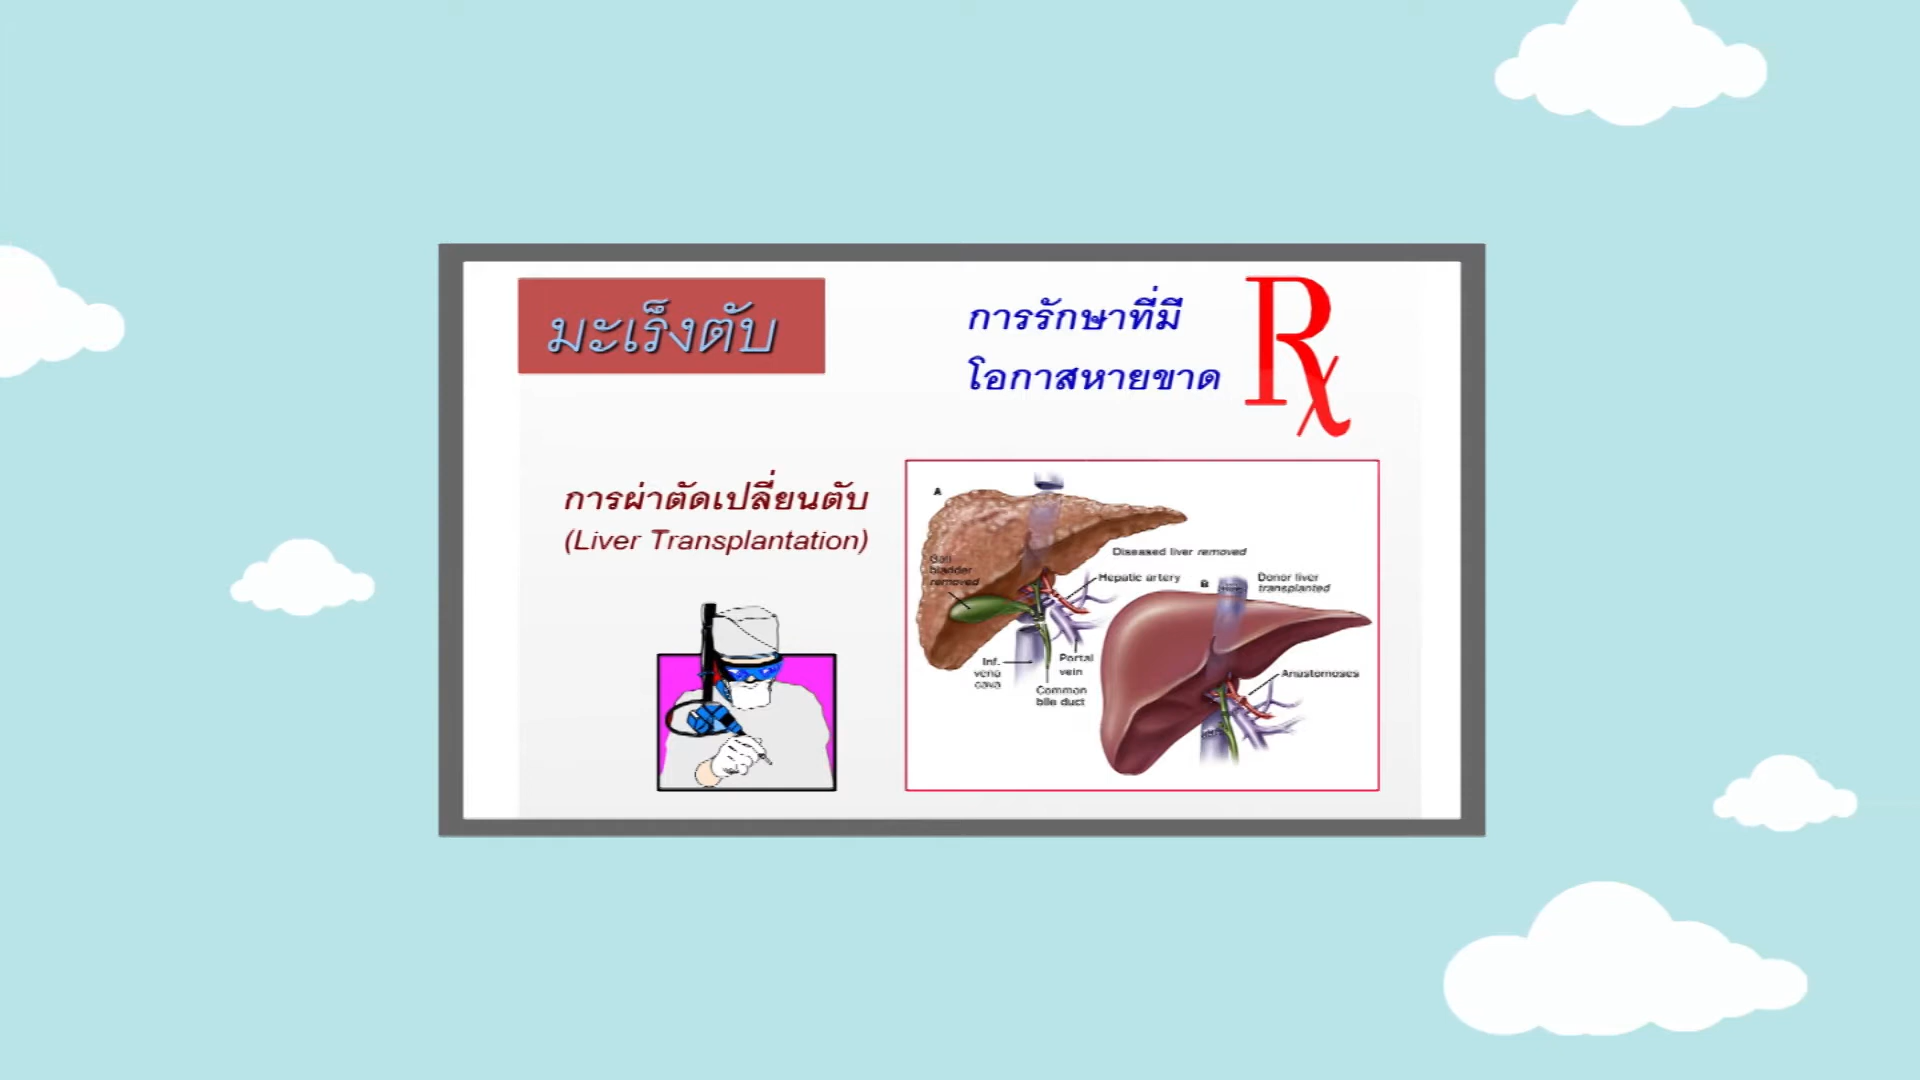 มะเร็งตับ
การรักษาที่มี
โอกาสหายขาด
Rx
การผ่าตัดเปลี่ยนตับ
(Liver Transplantation)
A
Gall
bladder
removed
Diseased liver removed
Hepatic artery
Inf.
vena
cava
Portal
vein
Common
bile duct
B
Donor liver
transplanted
Anastomoses